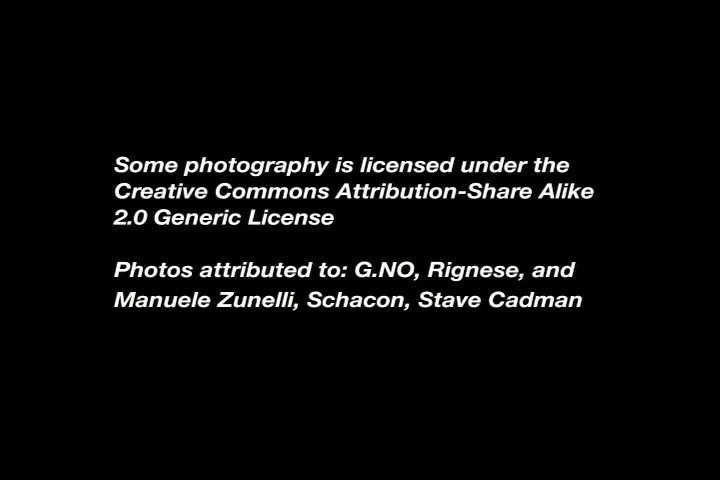 Some photography is licensed under the
Creative Commons Attribution-Share Alike
2.0 Generic License
Photos attributed to: G.NO, Rignese, and
Manuele Zunelli, Schacon, Stave Cadman